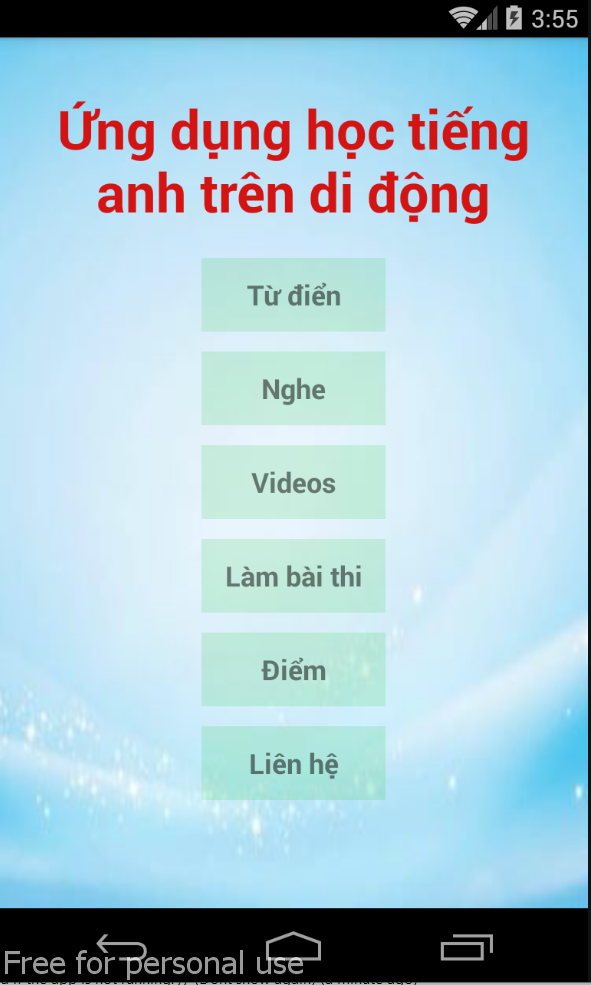 3:55
Ứng dụng học tiếng
anh trên di động
Từ điển
Nghe
Videos
Làm bài thi
Điểm
Liên hệ
Free for personal use